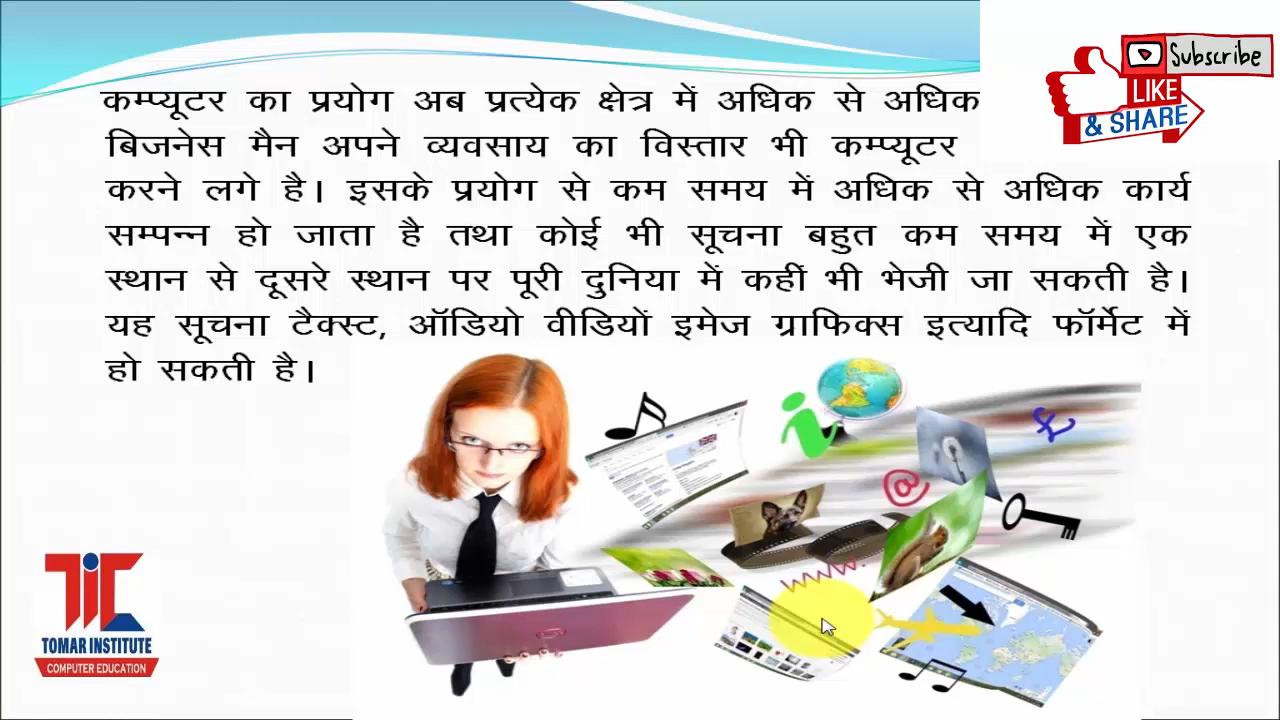 कम्प्यूटर का प्रयोग अब प्रत्येक क्षेत्र में अधिक से अधिक
बिजनेस मैन अपने व्यवसाय का विस्तार भी कम्प्यूटर
करने लगे है। इसके प्रयोग से कम समय में अधिक से अधिक कार्य
सम्पन्न हो जाता है तथा कोई भी सूचना बहुत कम समय में एक
स्थान से दूसरे स्थान पर पूरी दुनिया में कहीं भी भेजी जा सकती है।
यह सूचना टैक्स्ट, ऑडियो वीडियों इमेज ग्राफिक्स इत्यादि फॉर्मेट में
हो सकती है।
Subscribe
LIKE
& SHARE
@
www.
TIC
TOMAR INSTITUTE
COMPUTER EDUCATION